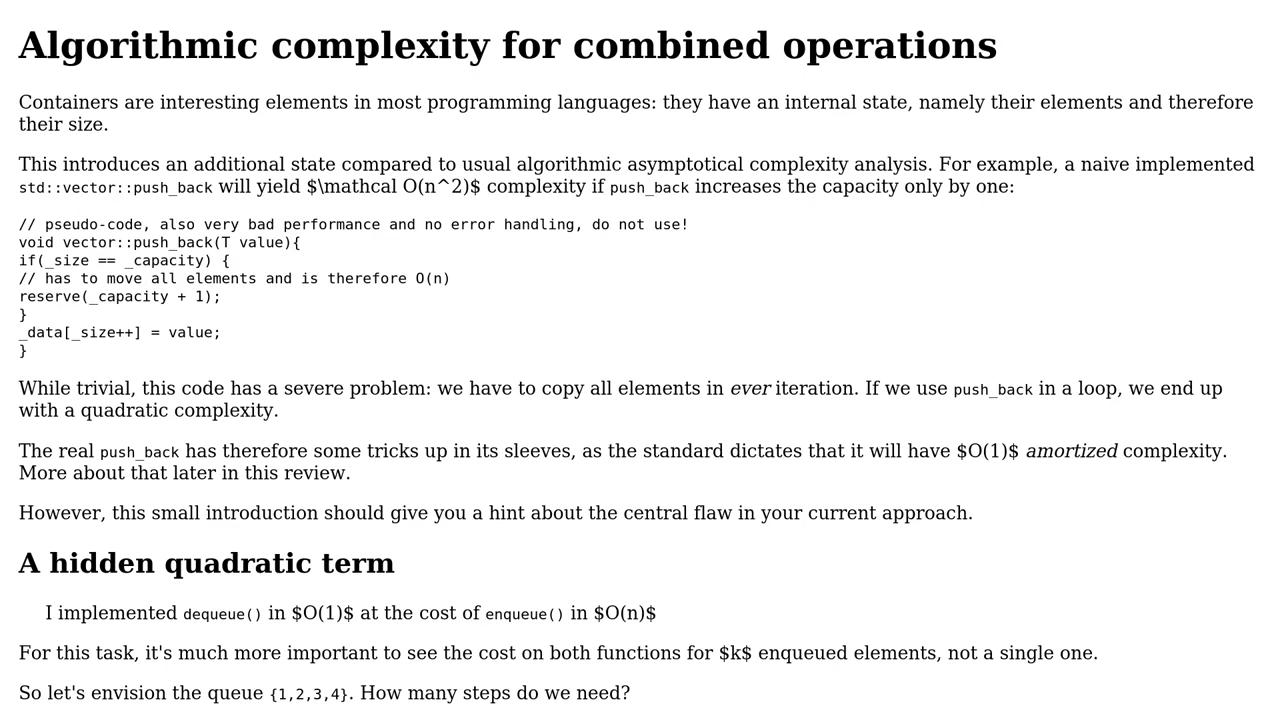 Algorithmic complexity for combined operations
Containers are interesting elements in most programming languages: they have an internal state, namely their elements and therefore
their size.
This introduces an additional state compared to usual algorithmic asymptotical complexity analysis. For example, a naive implemented
std::vector::push_back will yield $\mathcal O(n^2)$ complexity if push_back increases the capacity only by one:
// pseudo-code, also very bad performance and no error handling, do not use!
void vector::push_back(T value){
if(_size == _capacity) {
// has to move all elements and is therefore O(n)
reserve(_capacity + 1);
}
_data[_size++] = value;
}
While trivial, this code has a severe problem: we have to copy all elements in ever iteration. If we use push_back in a loop, we end up
with a quadratic complexity.
The real push_back has therefore some tricks up in its sleeves, as the standard dictates that it will have $O(1)$ amortized complexity.
More about that later in this review.
However, this small introduction should give you a hint about the central flaw in your current approach.
A hidden quadratic term
I implemented dequeue() in $O(1)$ at the cost of enqueue() in $O(n)$
For this task, it's much more important to see the cost on both functions for $k$ enqueued elements, not a single one.
So let's envision the queue {1,2,3,4}. How many steps do we need?